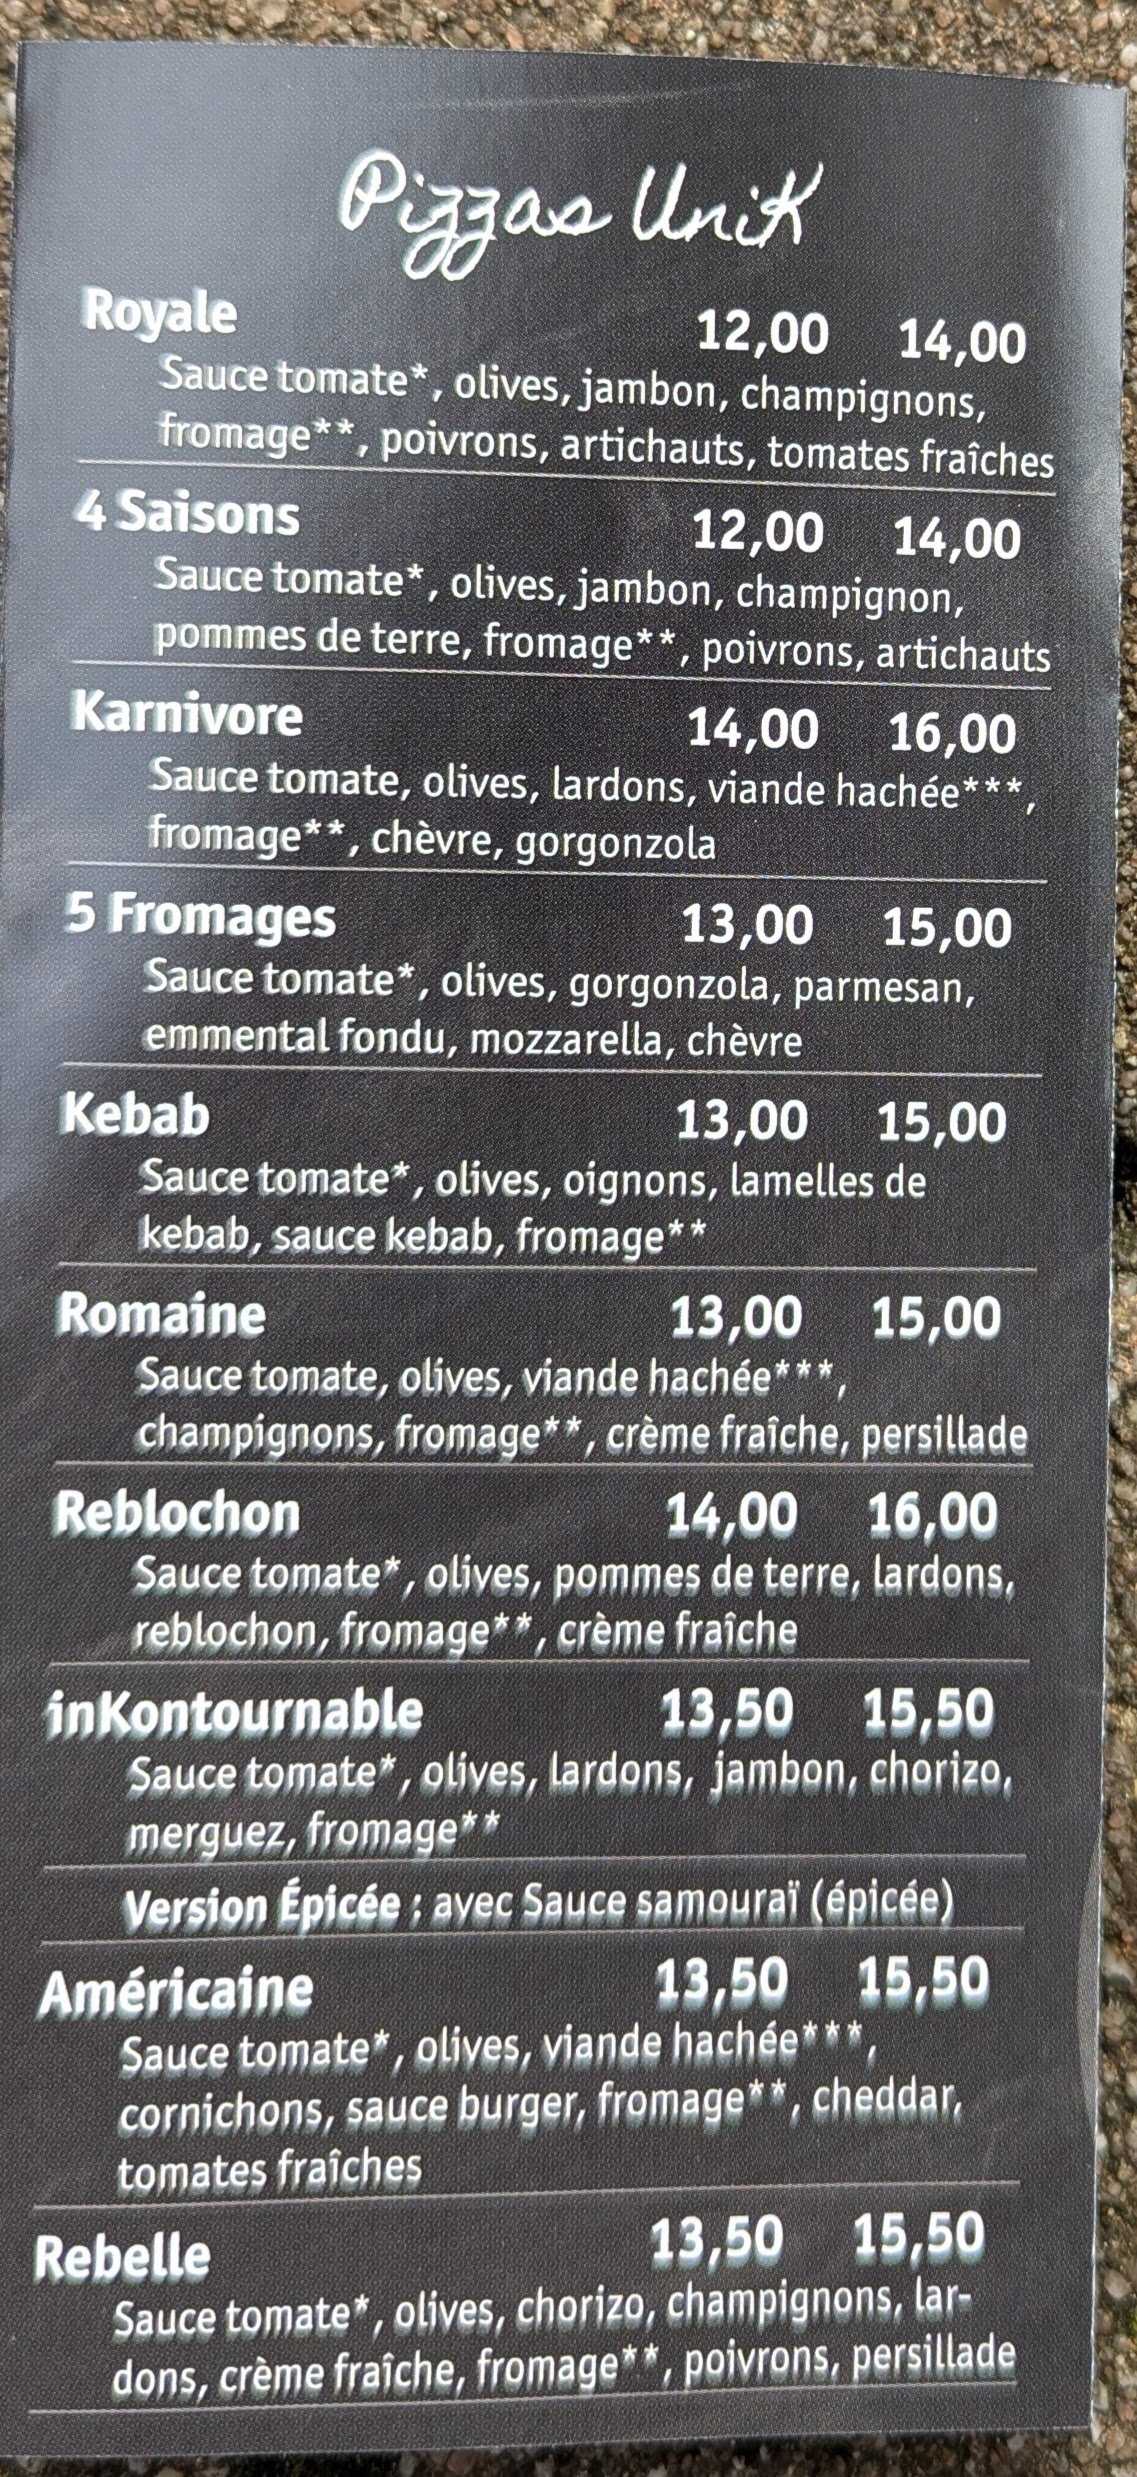 Pizzas UniK
Royale 12,00 14,00
Sauce tomate*, olives, jambon, champignons,
fromage**, poivrons, artichauts, tomates fraîches
4 Saisons 12,00 14,00
Sauce tomate*, olives, jambon, champignon,
pommes de terre, fromage**, poivrons, artichauts
Karnivore 14,00 16,00
Sauce tomate, olives, lardons, viande hachée***,
fromage**, chèvre, gorgonzola
5 Fromages 13,00 15,00
Sauce tomate*, olives, gorgonzola, parmesan,
emmental fondu, mozzarella, chèvre
Kebab 13,00 15,00
Sauce tomate*, olives, oignons, lamelles de
kebab, sauce kebab, fromage**
Romaine 13,00 15,00
Sauce tomate, olives, viande hachée***,
champignons, fromage**, crème fraîche, persillade
Reblochon 14,00 16,00
Sauce tomate*, olives, pommes de terre, lardons,
reblochon, fromage**, crème fraîche
inKontournable 13,50 15,50
Sauce tomate*, olives, lardons, jambon, chorizo,
merguez, fromage**
Version Épicée : avec Sauce samouraï (épicée)
Américaine 13,50 15,50
Sauce tomate*, olives, viande hachée***,
cornichons, sauce burger, fromage**, cheddar,
tomates fraîches
Rebelle 13,50 15,50
Sauce tomate*, olives, chorizo, champignons, lar-
dons, crème fraîche, fromage**, poivrons, persillade